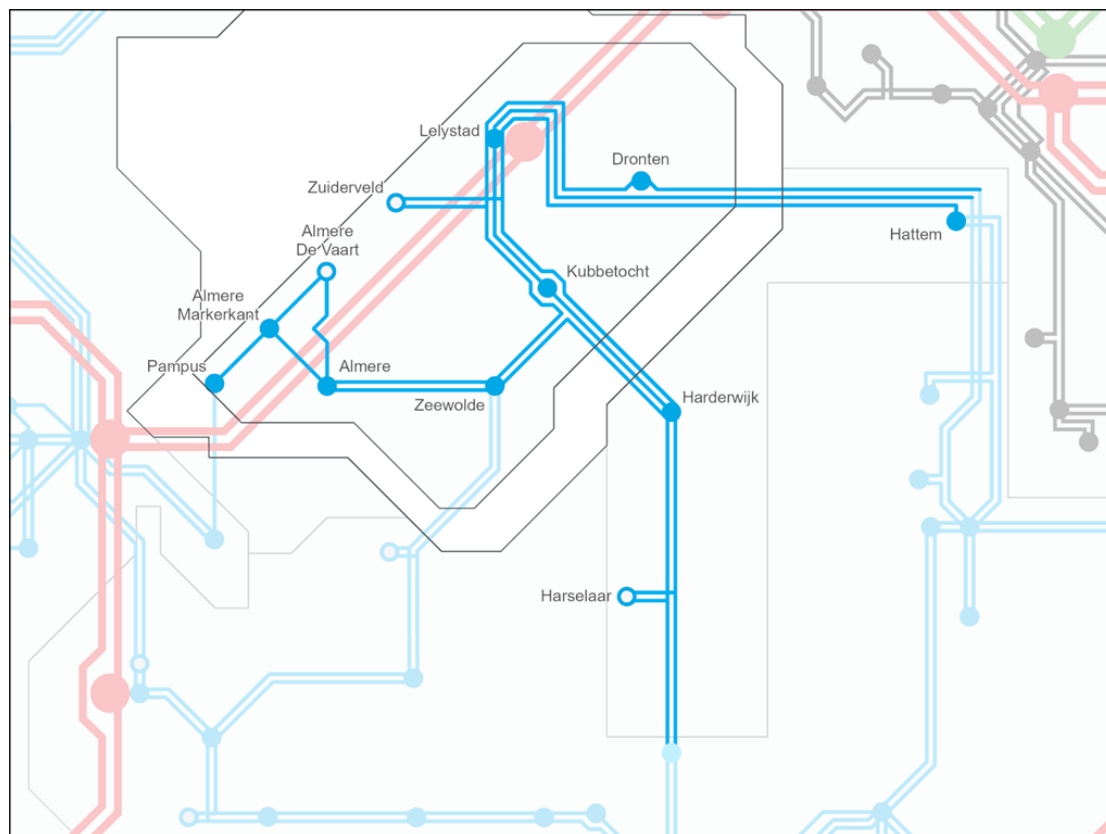 Lelystad
Dronten
Zuiderveld
Almere
De Vaart
Hattem
Kubbetocht
Almere
Markerkant
Pampus
Almere
Zeewolde
Harderwijk
Harselaar